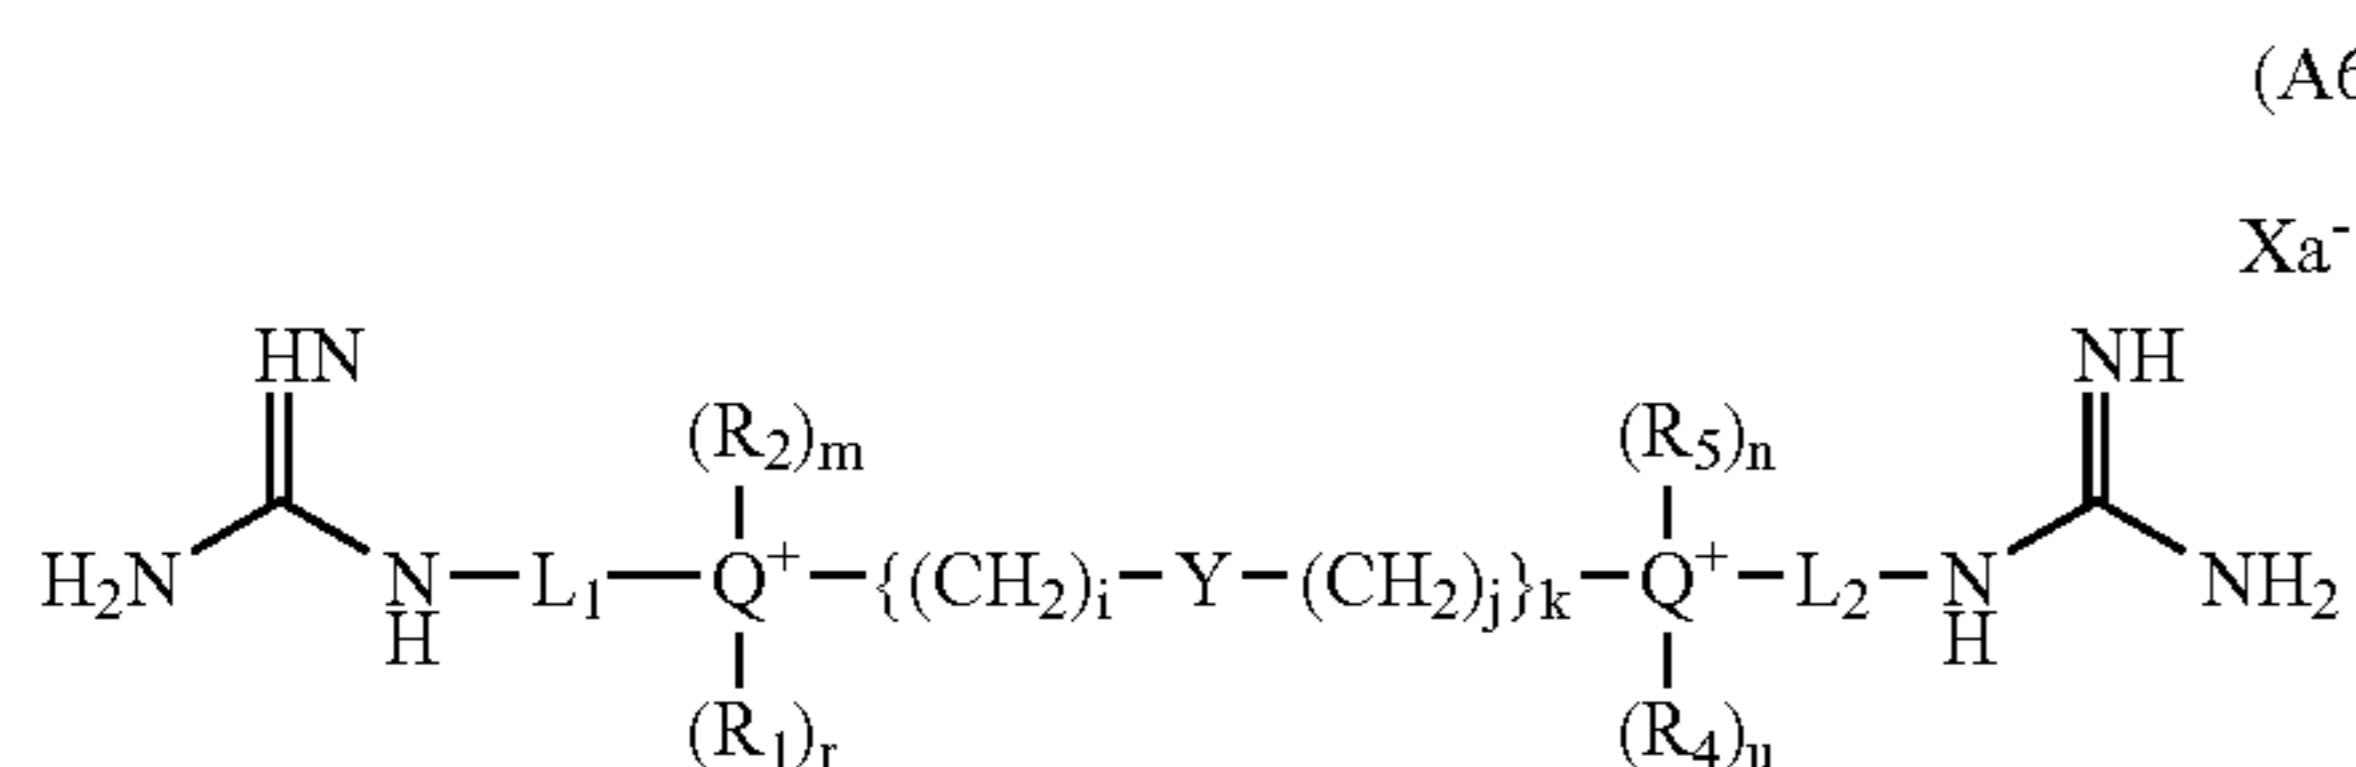 (A6
Xa-
HN NH
(R2)m (R5)n
H2N N L1 Q+ {((CH2)i Y (CH2)j}k Q+ L2 N NH2
H H
(R1)r (R4)u